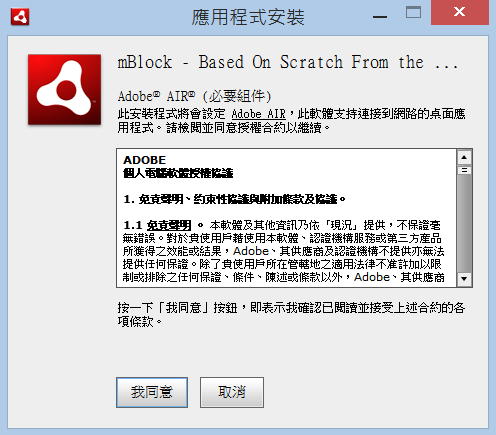 應用程式安裝
mBlock - Based On Scratch From the ...
Adobe® AIR® (必要組件)
此安裝程式將會設定 Adobe AIR，此軟體支持連接到網路的桌面應
用程式。請檢閱並同意授權合約以繼續。
ADOBE
個人電腦軟體授權協議
1. 免責聲明、約束性協議與附加條款及協議。
1.1 免責聲明 。 本軟體及其他資訊乃依「現況」提供，不保證毫
無錯誤。對於貴使用戶藉使用本軟體、認證機構服務或第三方產品
所獲得之效能或結果，Adobe、其供應商及認證機構不提供亦無法
提供任何保證。除了貴使用戶所在管轄地之適用法律不准許加以限
制或排除之任何保證、條件、陳述或條款以外，Adobe、其供應商
按一下「我同意」按鈕，即表示我確認已閱讀並接受上述合約的各
項條款。
我同意
取消